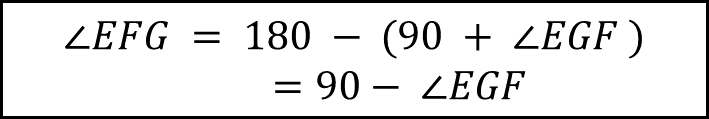 ∠EFG = 180 − (90 + ∠EGF )
= 90 − ∠EGF